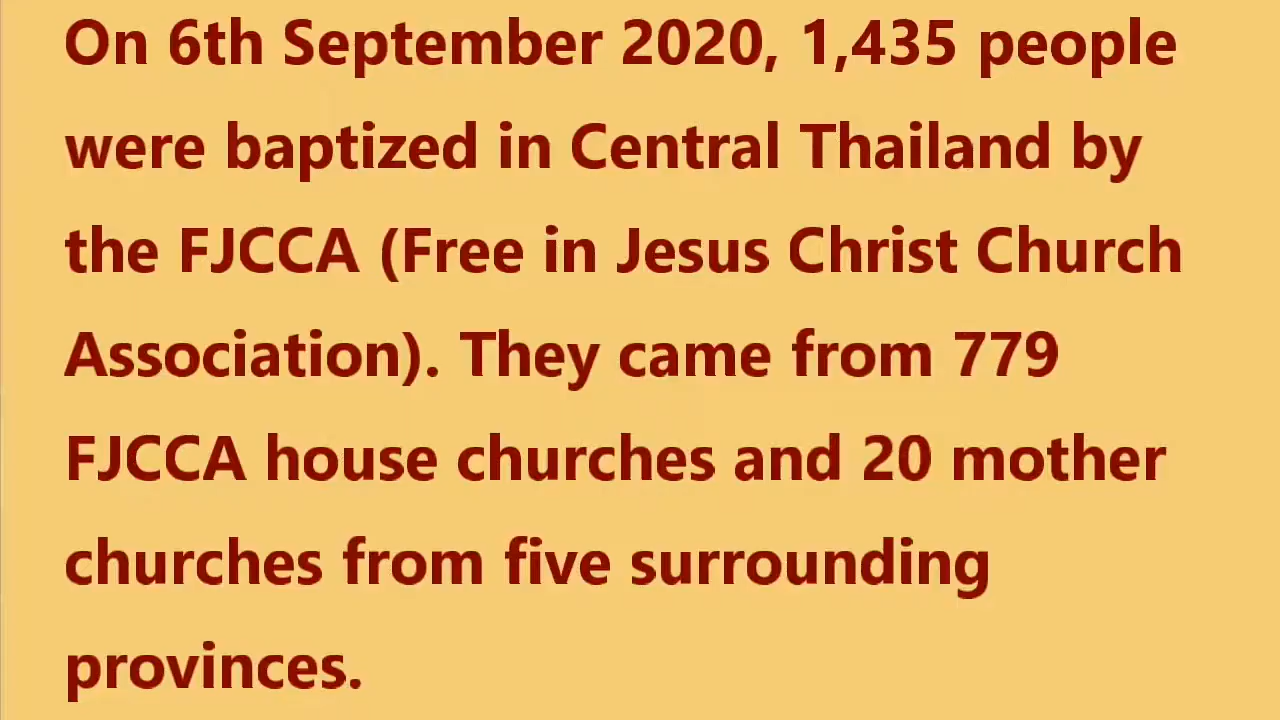 On 6th September 2020, 1,435 people
were baptized in Central Thailand by
the FJCCA (Free in Jesus Christ Church
Association). They came from 779
FJCCA house churches and 20 mother
churches from five surrounding
provinces.